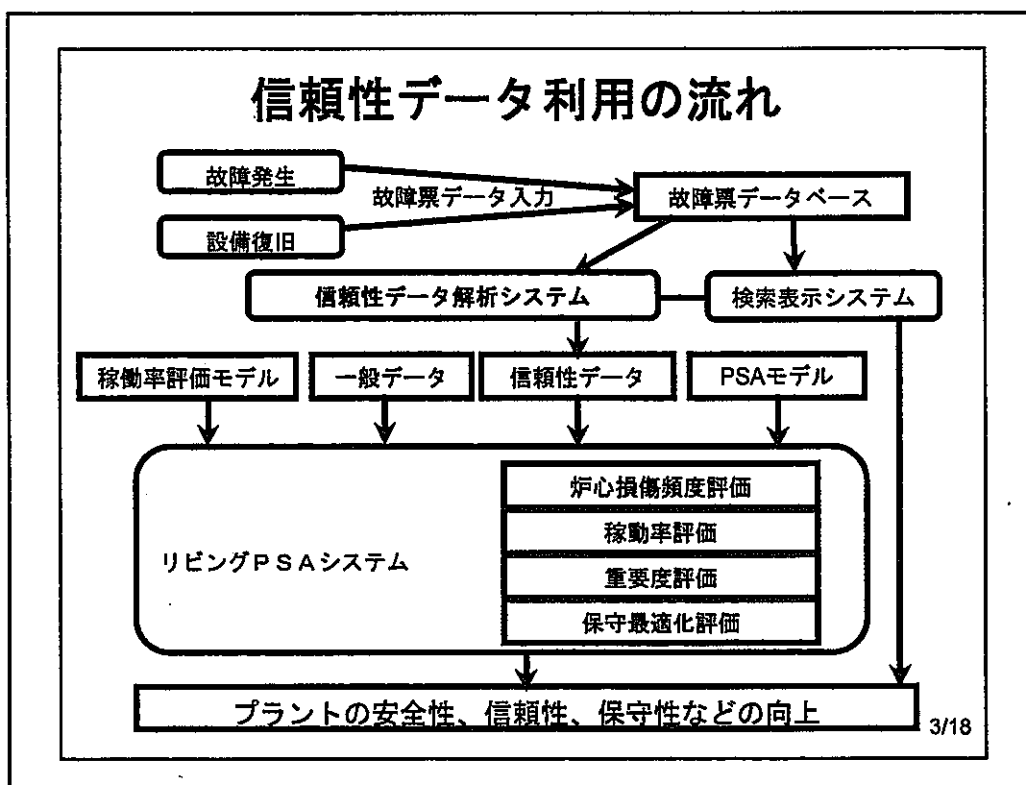 信頼性データ利用の流れ
故障発生
故障票データ入力
故障票データベース
設備復旧
信頼性データ解析システム
検索表示システム
稼働率評価モデル
一般データ
信頼性データ
PSAモデル
炉心損傷頻度評価
稼動率評価
リビングPSAシステム
重要度評価
保守最適化評価
プラントの安全性、信頼性、保守性などの向上
3/18